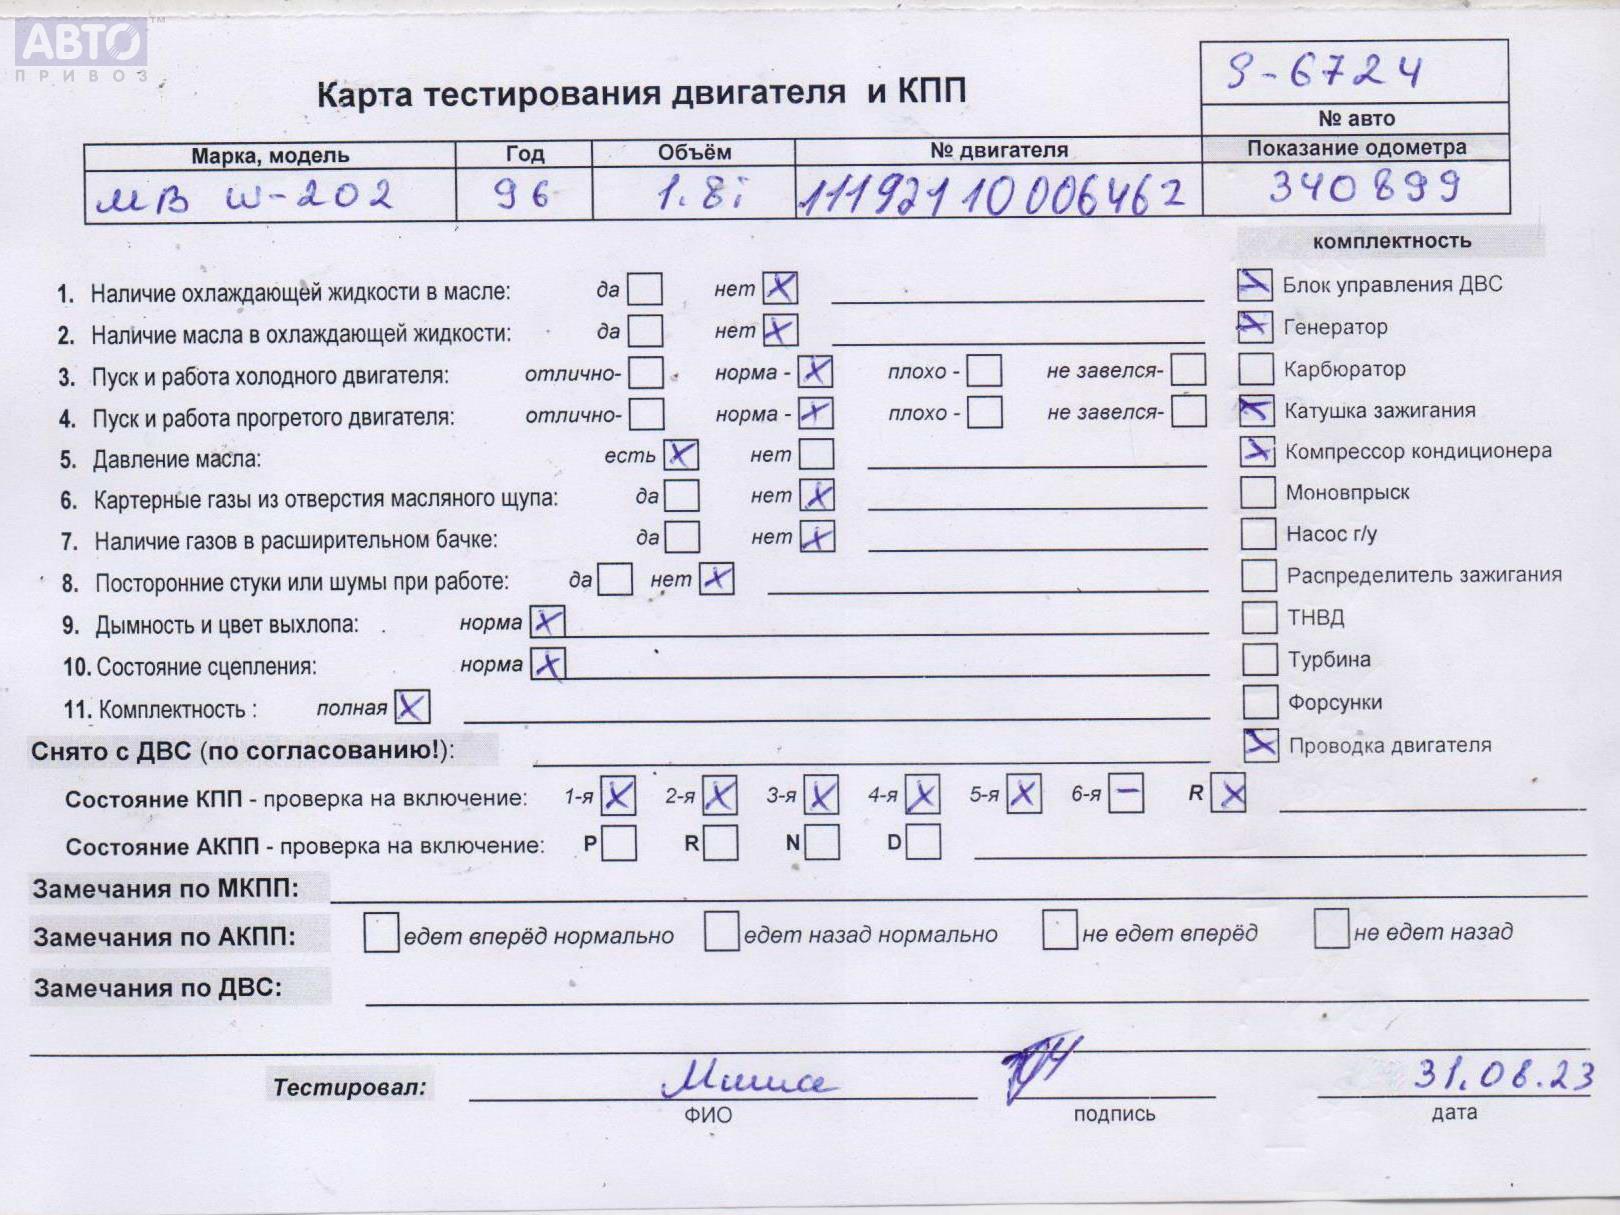 АВТО™
ПРИВОЗ
S-6724
Карта тестирования двигателя и КПП
№ авто
Марка, модель Год Объём № двигателя Показание одометра
МВ W-202 96 1.8i 11192110006462 340899
комплектность
1. Наличие охлаждающей жидкости в масле: да нет X Блок управления ДВС
2. Наличие масла в охлаждающей жидкости: да нет X Генератор
3. Пуск и работа холодного двигателя: отлично- норма - X плохо - не завелся- Карбюратор
4. Пуск и работа прогретого двигателя: отлично- норма - X плохо - не завелся- Катушка зажигания
5. Давление масла: есть X нет Компрессор кондиционера
6. Картерные газы из отверстия масляного щупа: да нет X Моновпрыск
7. Наличие газов в расширительном бачке: да нет X Насос г/у
8. Посторонние стуки или шумы при работе: да нет X Распределитель зажигания
9. Дымность и цвет выхлопа: норма X ТНВД
10. Состояние сцепления: норма X Турбина
11. Комплектность : полная X Форсунки
Снято с ДВС (по согласованию!): Проводка двигателя
Состояние КПП - проверка на включение: 1-я X 2-я X 3-я X 4-я X 5-я X 6-я – R X
Состояние АКПП - проверка на включение: P R N D
Замечания по МКПП:
Замечания по АКПП: едет вперёд нормально едет назад нормально не едет вперёд не едет назад
Замечания по ДВС:
Тестировал: Миша 31.08.23
ФИО подпись дата